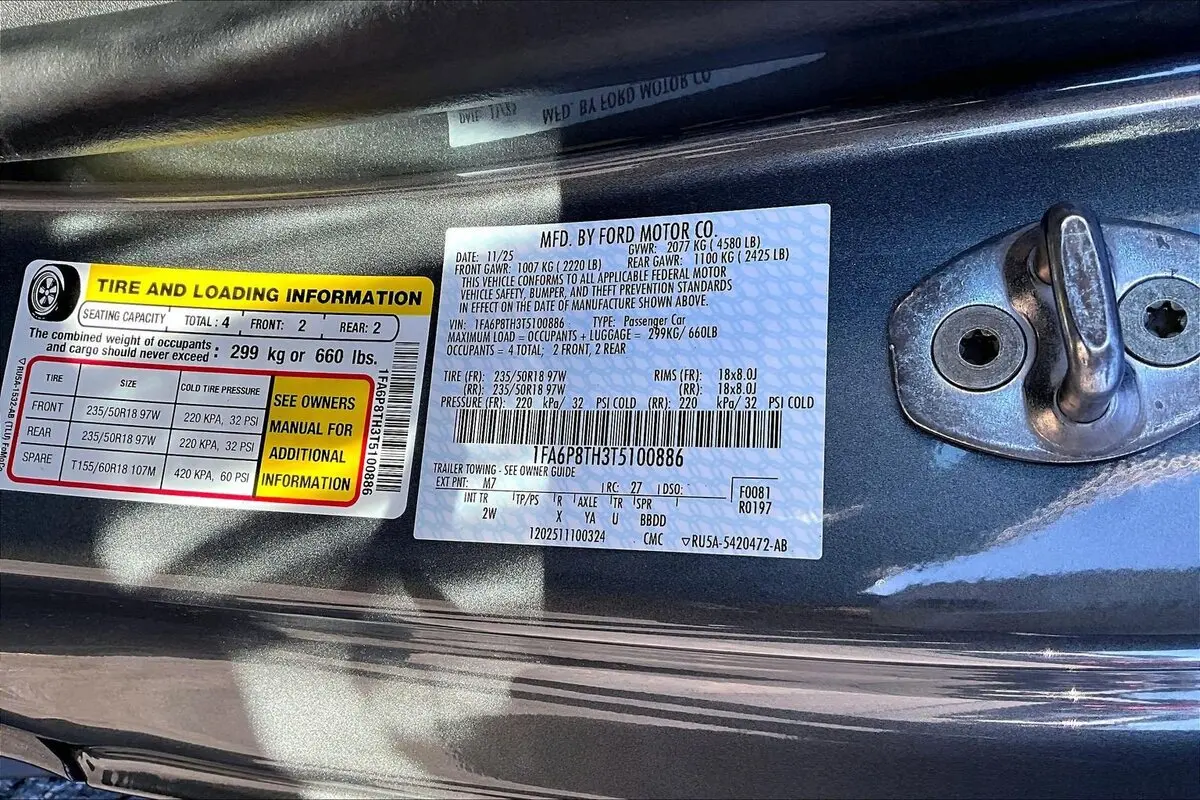 MFD. BY FORD MOTOR CO.
TIRE AND LOADING INFORMATION
SEATING CAPACITY TOTAL : 4 FRONT: 2 REAR: 2
The combined weight of occupants
and cargo should never exceed : 299 kg or 660 lbs.
TIRE SIZE COLD TIRE PRESSURE
FRONT 235/50R18 97W 220 KPA, 32 PSI
REAR 235/50R18 97W 220 KPA, 32 PSI
SPARE T155/60R18 107M 420 KPA, 60 PSI
SEE OWNERS
MANUAL FOR
ADDITIONAL
INFORMATION
1FA6P8TH3T5100886
▽RU5A-1532-AB (TLU) FoMoCo
MFD. BY FORD MOTOR CO.
DATE: 11/25 GVWR: 2077 KG ( 4580 LB)
FRONT GAWR: 1007 KG ( 2220 LB) REAR GAWR: 1100 KG ( 2425 LB)
THIS VEHICLE CONFORMS TO ALL APPLICABLE FEDERAL MOTOR
VEHICLE SAFETY, BUMPER, AND THEFT PREVENTION STANDARDS
IN EFFECT ON THE DATE OF MANUFACTURE SHOWN ABOVE.
VIN: 1FA6P8TH3T5100886 TYPE: Passenger Car
MAXIMUM LOAD = OCCUPANTS + LUGGAGE = 299KG/ 660LB
OCCUPANTS = 4 TOTAL; 2 FRONT, 2 REAR
TIRE (FR): 235/50R18 97W RIMS (FR): 18x8.0J
(RR): 235/50R18 97W (RR): 18x8.0J
PRESSURE (FR): 220 kPa/ 32 PSI COLD (RR): 220 kPa/ 32 PSI COLD
1FA6P8TH3T5100886
TRAILER TOWING - SEE OWNER GUIDE
EXT PNT: M7 RC: 27 DSO: F0081
INT TR TP/PS R AXLE TR SPR R0197
2W X YA U BBDD
1202511100324 CMC ▽RU5A-5420472-AB